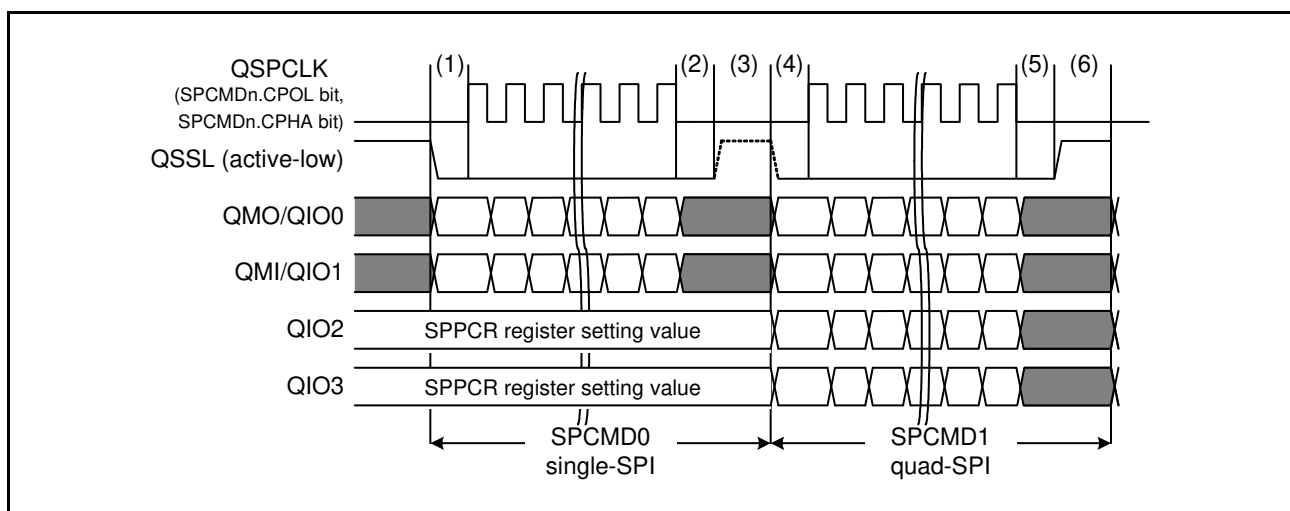 (1) (2) (3) (4) (5) (6)
QSPCLK
(SPCMDn.CPOL bit,
SPCMDn.CPHA bit)
QSSL (active-low)
QMO/QIO0
QMI/QIO1
QIO2 SPPCR register setting value
QIO3 SPPCR register setting value
SPCMD0 SPCMD1
single-SPI quad-SPI